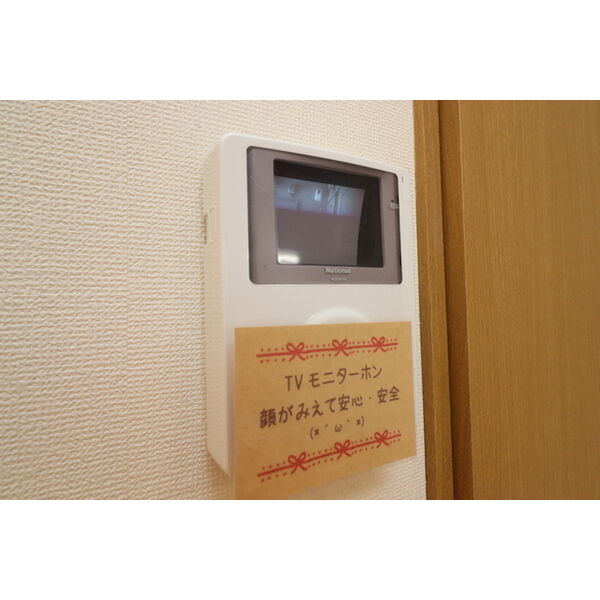 National
TVモニターホン
顔がみえて安心・安全
(*´ω｀*)